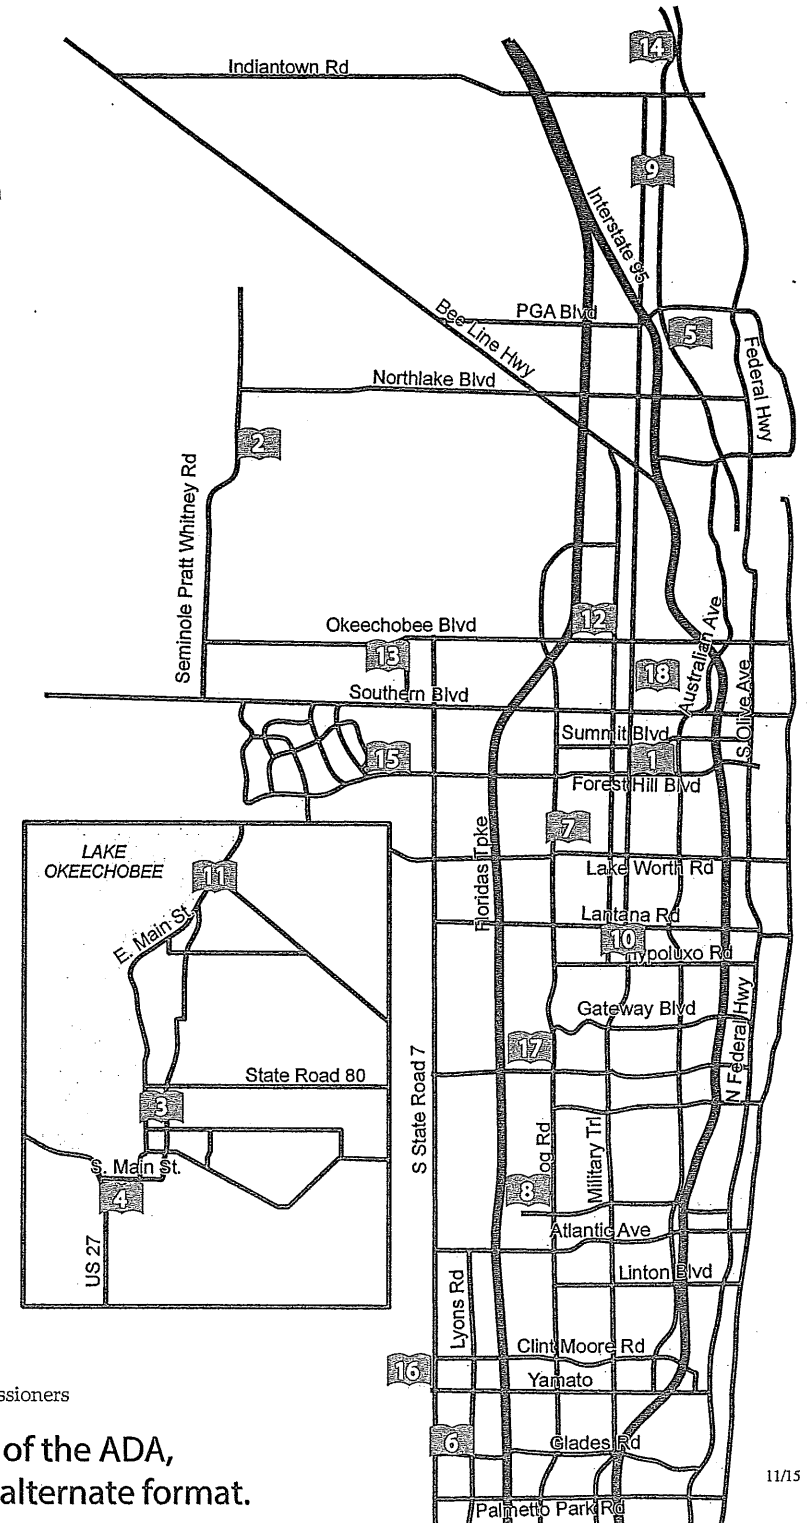 14
Indiantown Rd
9
Interstate 95
Bee Line Hwy
PGA Blvd
5
Federal Hwy
Northlake Blvd
2
Seminole Pratt Whitney Rd
12
Okeechobee Blvd
13
Australian Ave
18
Southern Blvd
S Olive Ave
Summit Blvd
15
1
Forest Hill Blvd
7
Floridas Tpke
Lake Worth Rd
LAKE
OKEECHOBEE
11
E. Main St.
Lantana Rd
10
Gateway Blvd
N Federal Hwy
17
S State Road 7
State Road 80
3
Military Trl
8
S. Main St.
4
Atlantic Ave
US 27
Linton Blvd
Lyons Rd
Clint Moore Rd
16
Yamato
6
Glades Rd
Palmetto Park Rd
of the ADA,
alternate format.
11/15